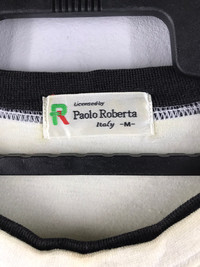 Licensed by
R Paolo Roberta
Italy -M-